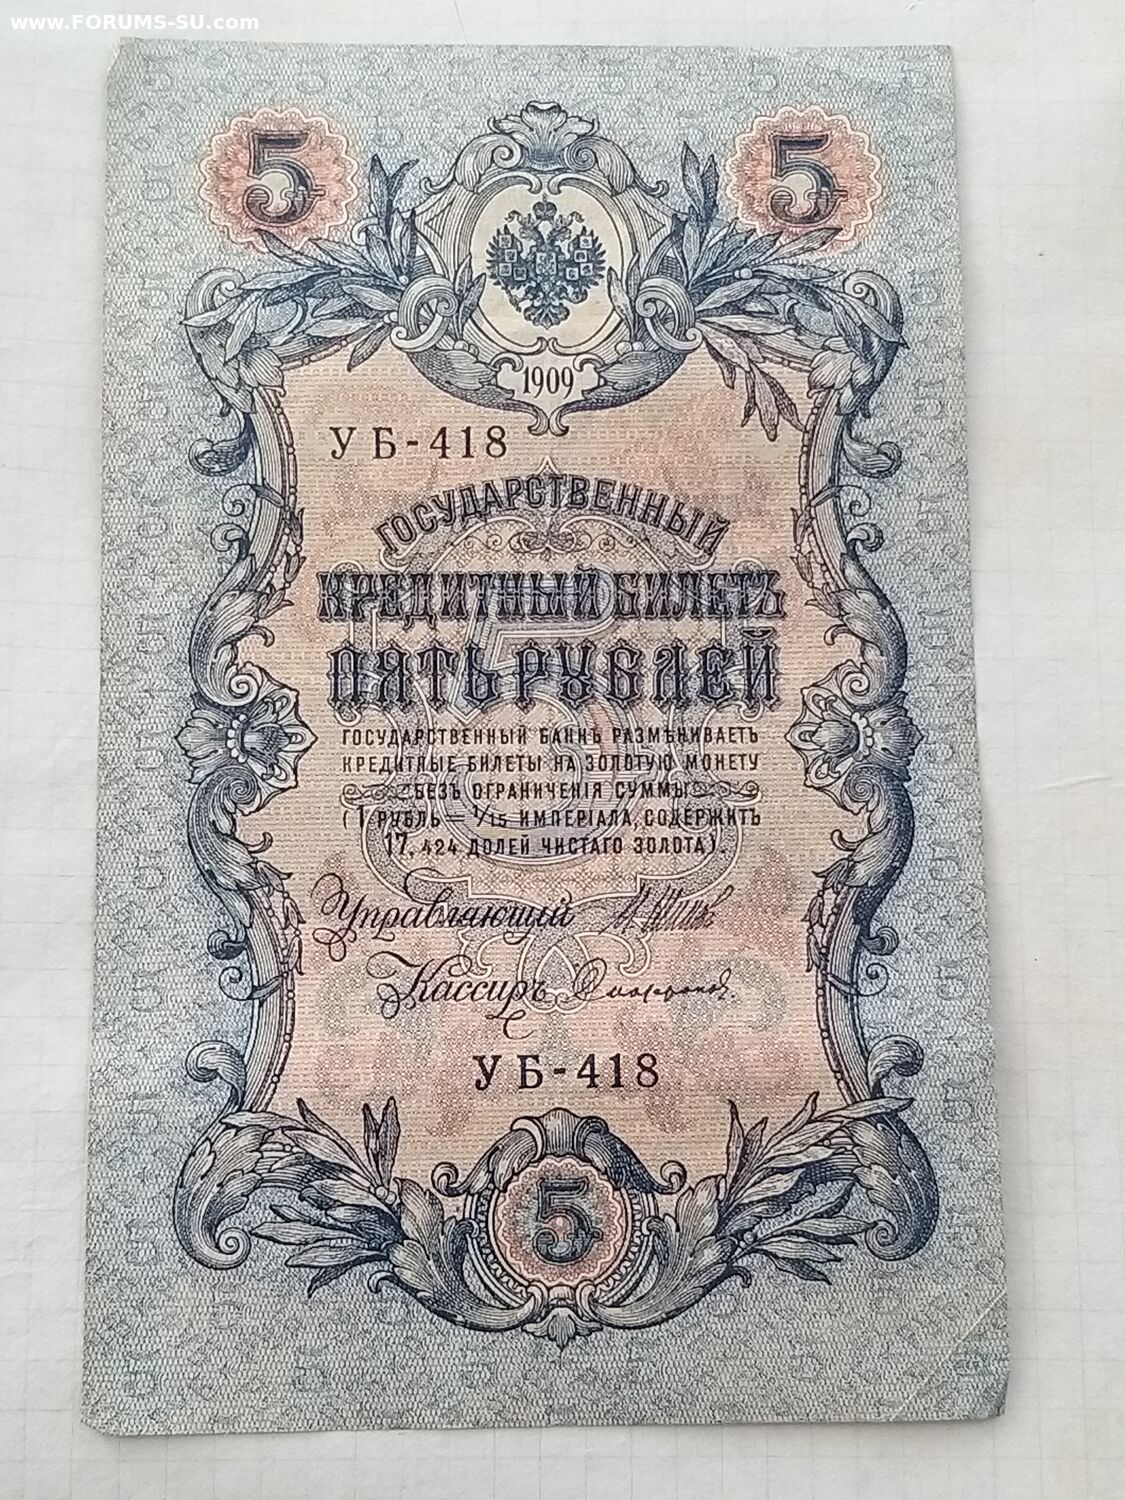 www.FORUMS-SU.com
5 5
1909
УБ-418
ГОСУДАРСТВЕННЫЙ
КРЕДИТНЫЙ БИЛЕТЪ
ПЯТЬ РУБЛЕЙ
ГОСУДАРСТВЕННЫЙ БАНКЪ РАЗМѢНИВАЕТЪ
КРЕДИТНЫЕ БИЛЕТЫ НА ЗОЛОТУЮ МОНЕТУ
БЕЗЪ ОГРАНИЧЕНІЯ СУММЫ
(1 РУБЛЬ = 1/15 ИМПЕРІАЛА, СОДЕРЖИТЪ
17,424 ДОЛЕЙ ЧИСТАГО ЗОЛОТА).
Управляющій
Кассиръ
УБ-418
5